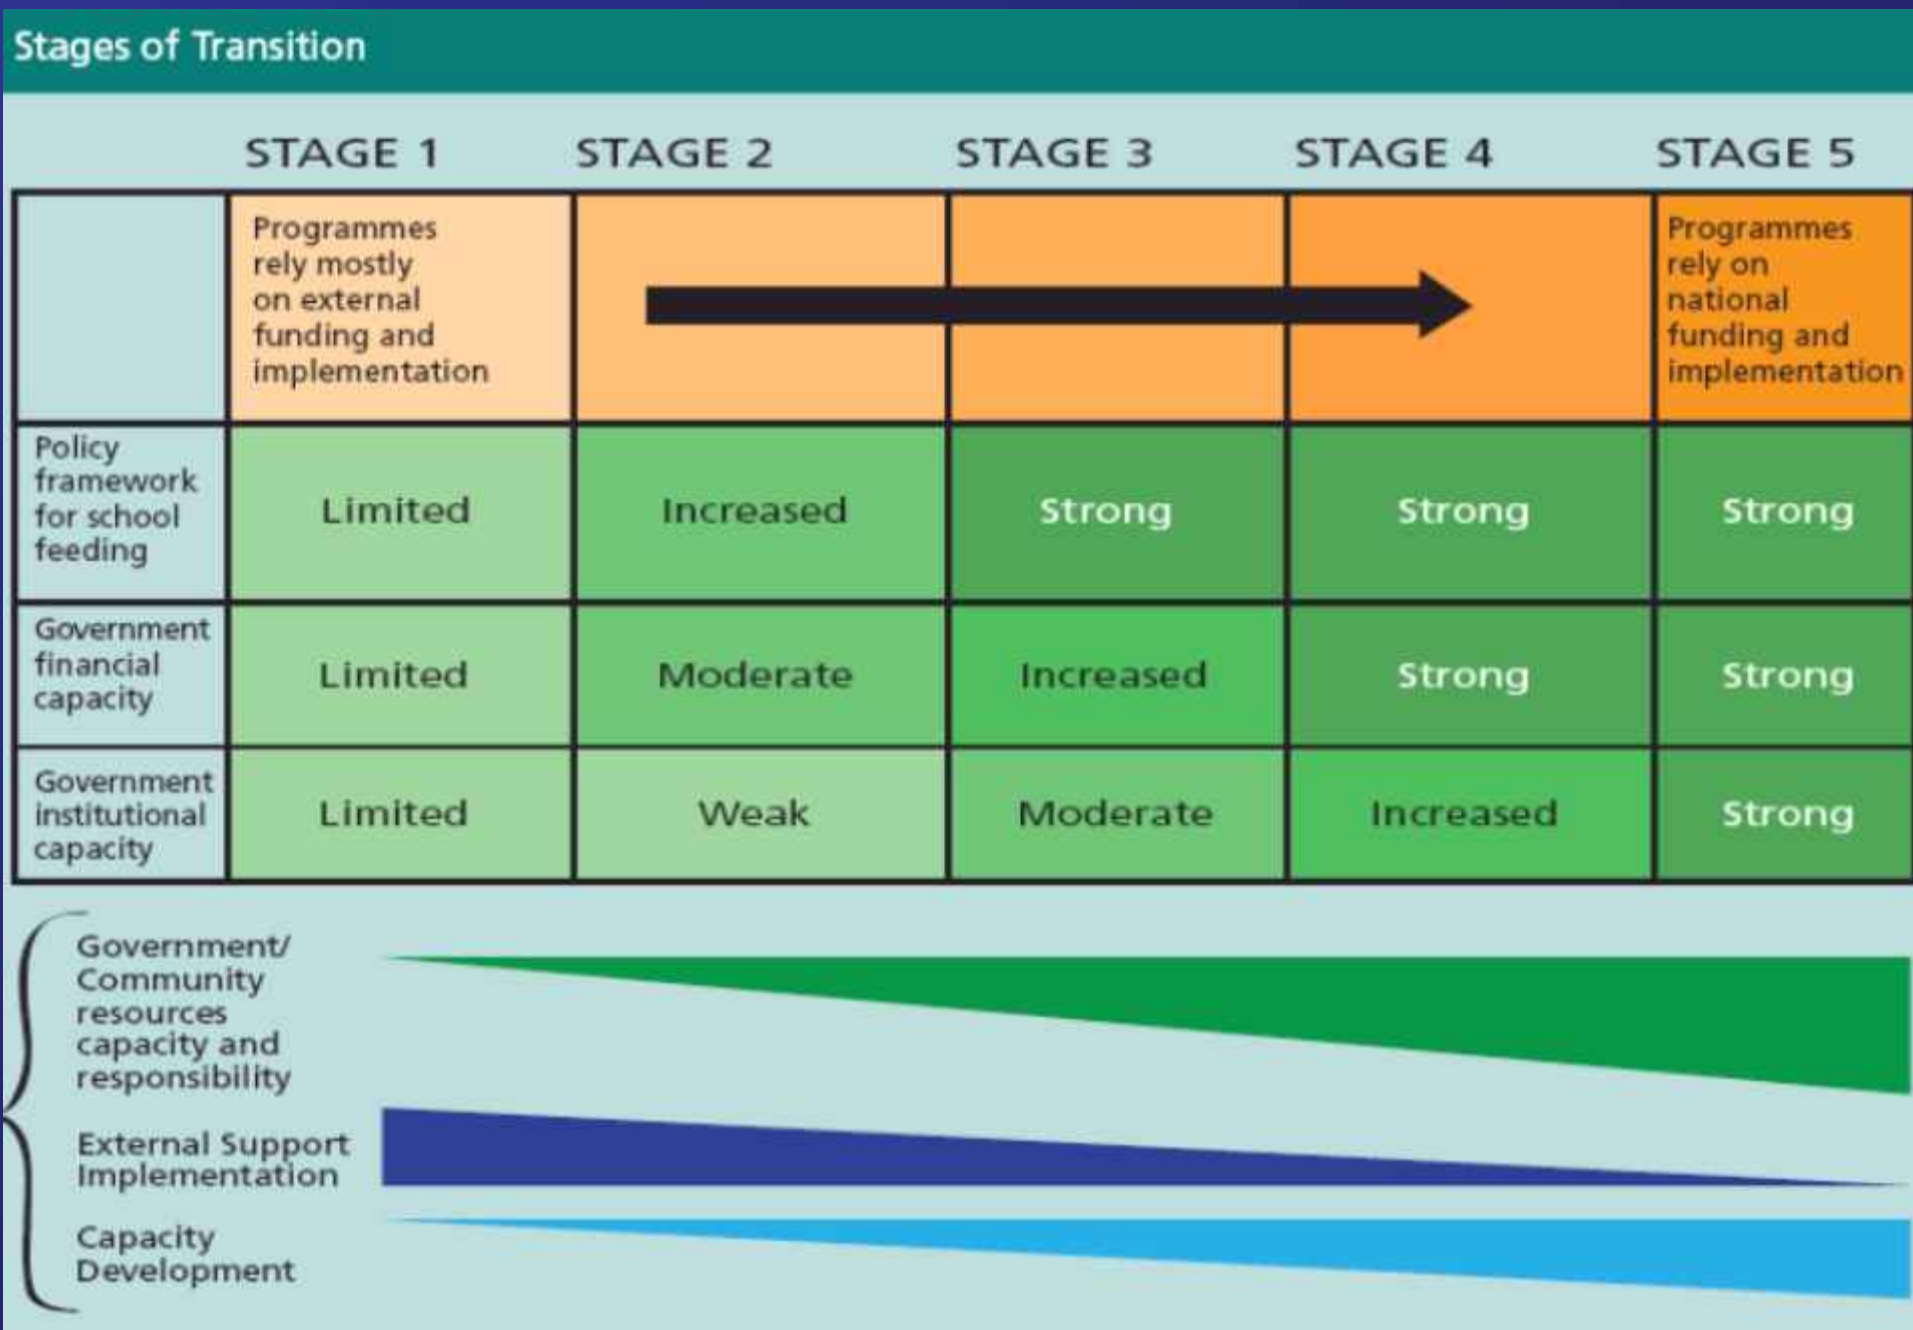 Stages of Transition
STAGE 1 STAGE 2 STAGE 3 STAGE 4 STAGE 5
Programmes
rely mostly
on external
funding and
implementation
Programmes
rely on
national
funding and
implementation
Policy
framework
for school
feeding
Limited Increased Strong Strong Strong
Government
financial
capacity
Limited Moderate Increased Strong Strong
Government
institutional
capacity
Limited Weak Moderate Increased Strong
Government/
Community
resources
capacity and
responsibility
External Support
Implementation
Capacity
Development